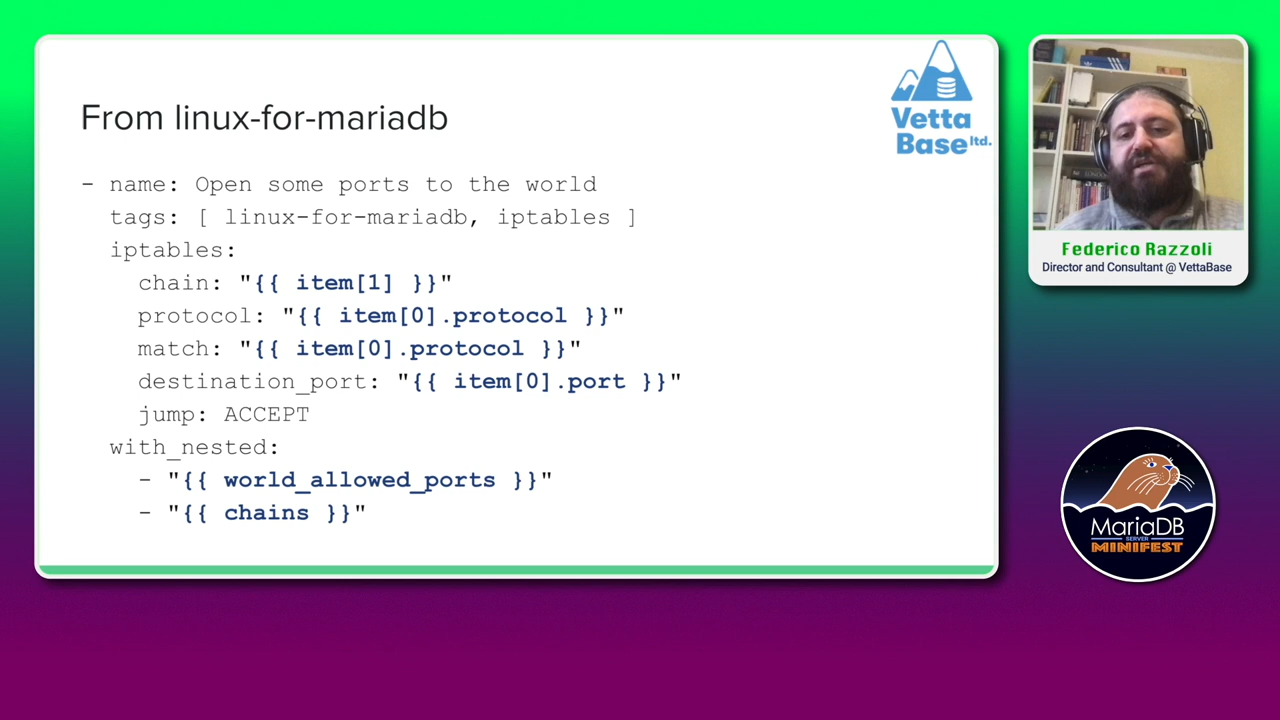 From linux-for-mariadb
- name: Open some ports to the world
tags: [ linux-for-mariadb, iptables ]
iptables:
chain: "{{ item[1] }}"
protocol: "{{ item[0].protocol }}"
match: "{{ item[0].protocol }}"
destination_port: "{{ item[0].port }}"
jump: ACCEPT
with_nested:
- "{{ world_allowed_ports }}"
- "{{ chains }}"
Vetta
Base ltd.
Federico Razzoli
Director and Consultant @ VettaBase
MariaDB
SERVER
MINIFEST